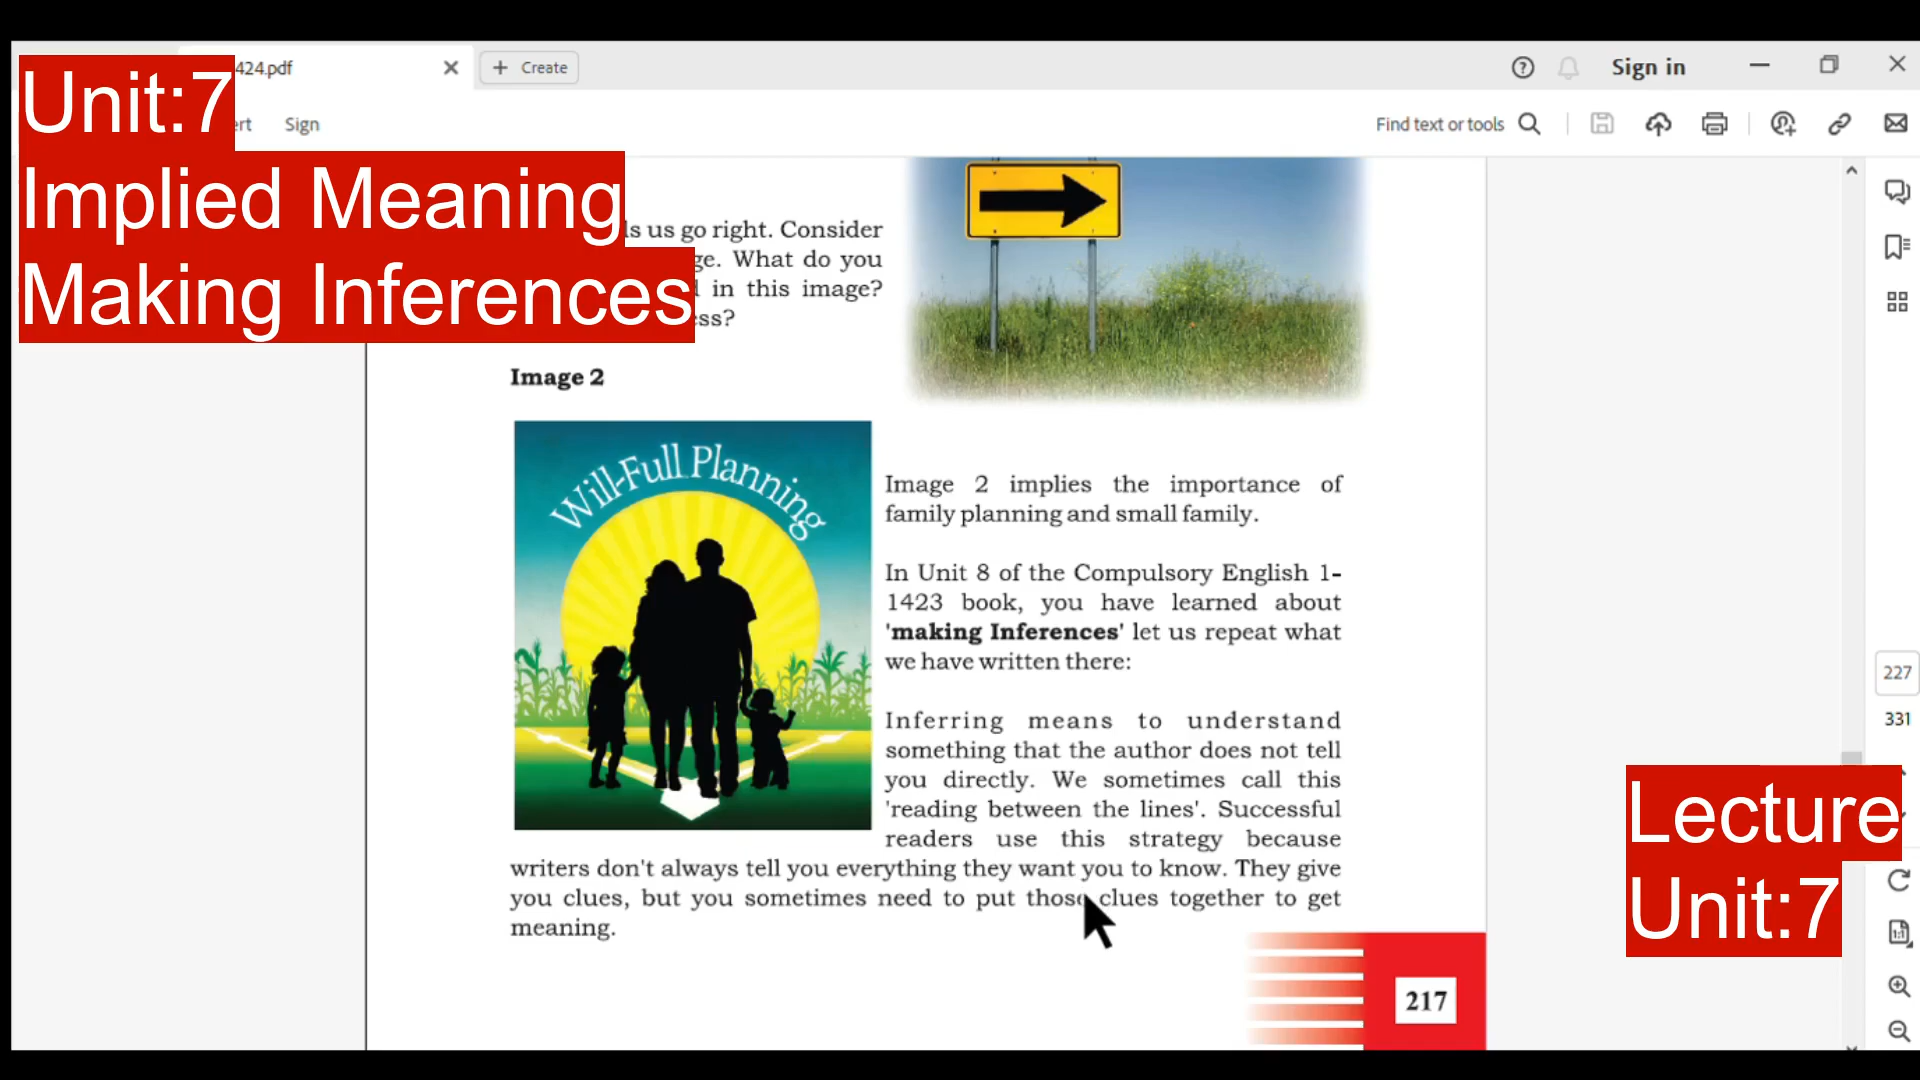 Unit:7
Implied Meaning
Making Inferences
424.pdf
Create
Sign in
Sign
Find text or tools
us go right. Consider
What do you
in this image?
Image 2
Will-Full Planning
Image 2 implies the importance of
family planning and small family.
In Unit 8 of the Compulsory English 1-
1423 book, you have learned about
'making Inferences' let us repeat what
we have written there:
Inferring means to understand
something that the author does not tell
you directly. We sometimes call this
'reading between the lines'. Successful
readers use this strategy because
writers don't always tell you everything they want you to know. They give
you clues, but you sometimes need to put those clues together to get
meaning.
217
227
331
Lecture
Unit:7